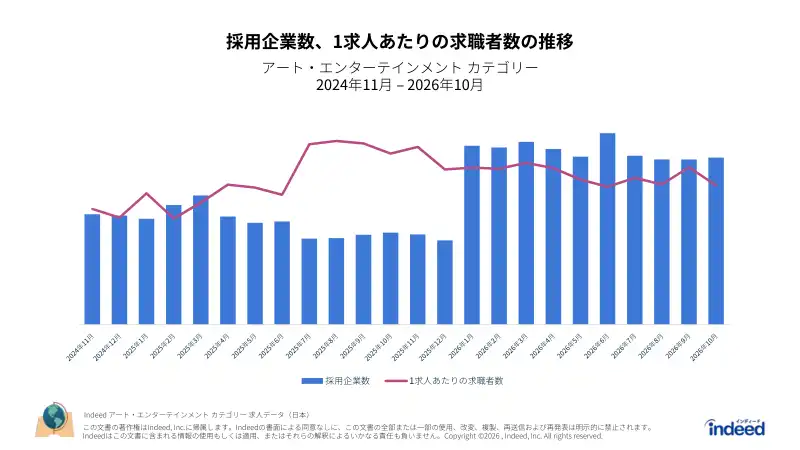 採用企業数、1求人あたりの求職者数の推移
アート・エンターテインメント カテゴリー
2024年11月 – 2026年10月
2024年11月
2024年12月
2025年1月
2025年2月
2025年3月
2025年4月
2025年5月
2025年6月
2025年7月
2025年8月
2025年9月
2025年10月
2025年11月
2025年12月
2026年1月
2026年2月
2026年3月
2026年4月
2026年5月
2026年6月
2026年7月
2026年8月
2026年9月
2026年10月
採用企業数
1求人あたりの求職者数
Indeed アート・エンターテインメント カテゴリー 求人データ（日本）
この文書の著作権はIndeed, Inc.に帰属します。Indeedの書面による同意なしに、この文書の全部または一部の使用、改変、複製、再送信および再発表は明示的に禁止されます。
Indeedはこの文書に含まれる情報の使用もしくは適用、またはそれらの解釈によるいかなる責任も負いません。Copyright ©2026 , Indeed, Inc. All rights reserved.
インディード
indeed